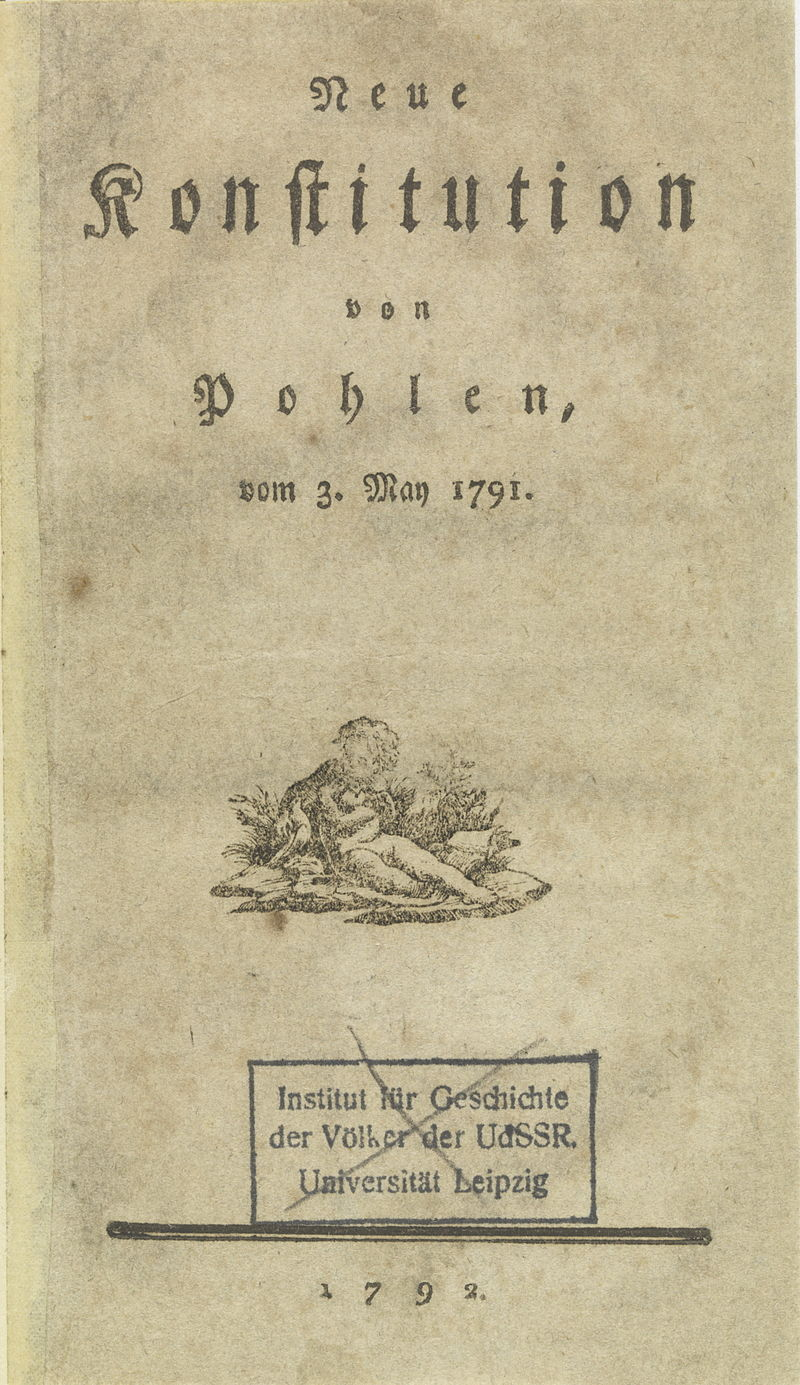 Neue
Konſtitution
von
Pohlen,
vom 3. May 1791.
Institut für Geschichte
der Völker der UdSSR.
Universität Leipzig
1792.